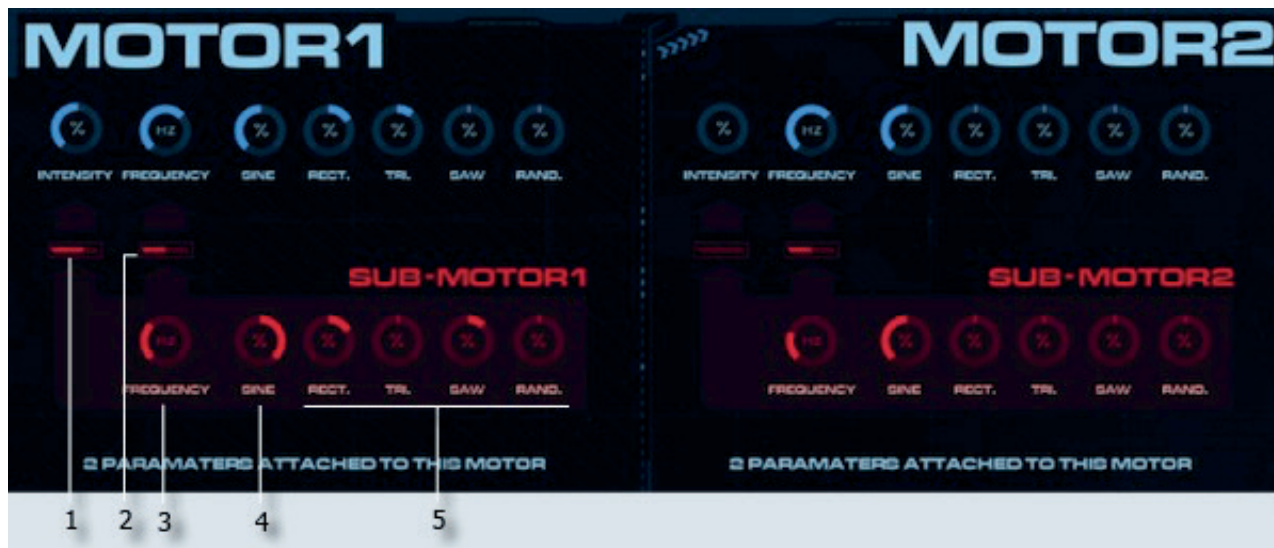 MOTOR1
MOTOR2
% HZ % % % % %
INTENSITY FREQUENCY SINE RECT. TRI. SAW RAND.
% HZ % % % % %
INTENSITY FREQUENCY SINE RECT. TRI. SAW RAND.
SUB-MOTOR1
HZ % % % % %
FREQUENCY SINE RECT. TRI. SAW RAND.
SUB-MOTOR2
HZ % % % % %
FREQUENCY SINE RECT. TRI. SAW RAND.
2 PARAMATERS ATTACHED TO THIS MOTOR
2 PARAMATERS ATTACHED TO THIS MOTOR
1 2 3 4 5